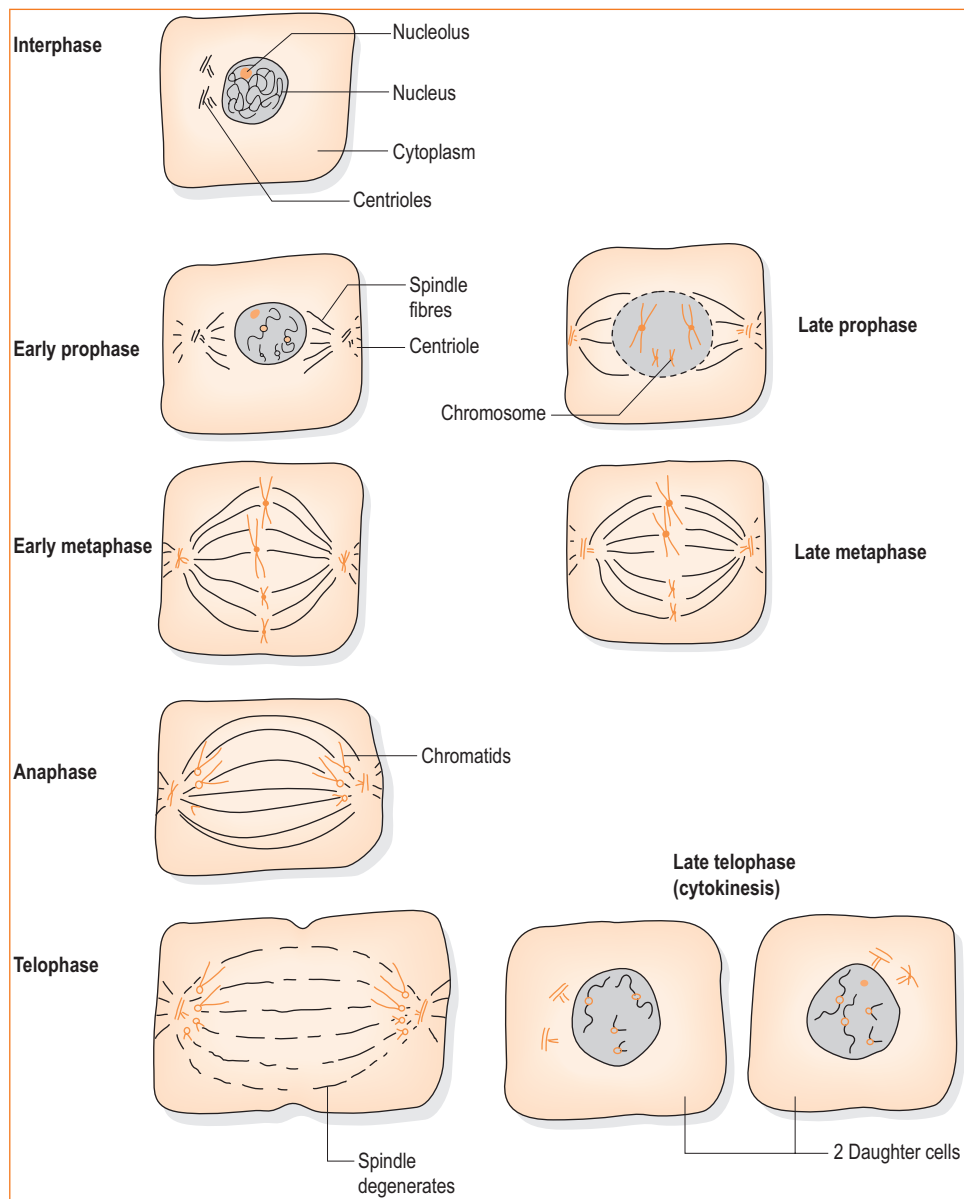 Interphase
Nucleolus
Nucleus
Cytoplasm
Centrioles
Early prophase
Spindle
fibres
Centriole
Late prophase
Chromosome
Early metaphase
Late metaphase
Anaphase
Chromatids
Late telophase
(cytokinesis)
Telophase
Spindle
degenerates
2 Daughter cells